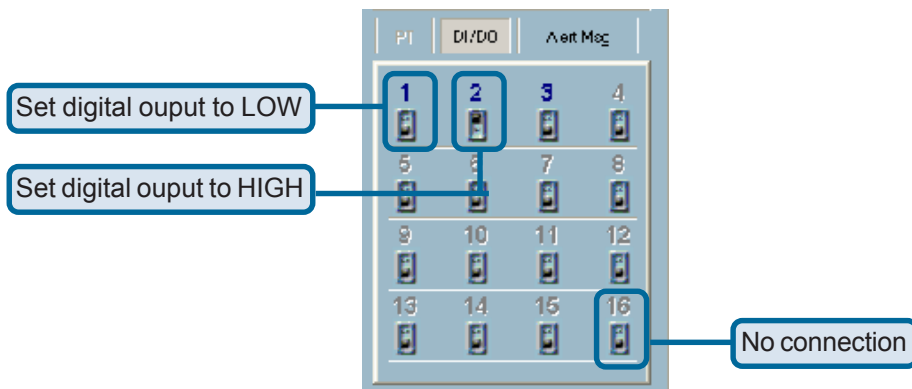 PT DI/DO Alert Msg
Set digital ouput to LOW
1 2 3 4
Set digital ouput to HIGH
5 6 7 8
9 10 11 12
13 14 15 16
No connection